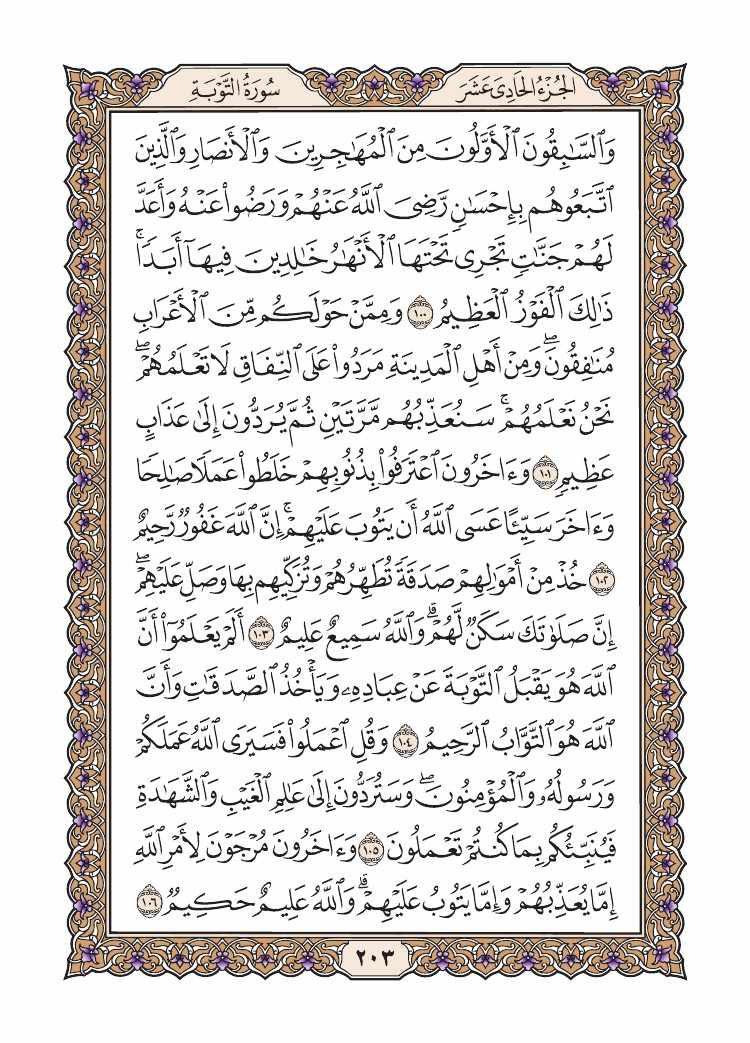 الجُزْءُ الحَادِى عَشَرَ
سُورَةُ التَّوْبَةِ
وَٱلسَّٰبِقُونَ ٱلْأَوَّلُونَ مِنَ ٱلْمُهَٰجِرِينَ وَٱلْأَنصَارِ وَٱلَّذِينَ
ٱتَّبَعُوهُم بِإِحْسَٰنٍ رَّضِىَ ٱللَّهُ عَنْهُمْ وَرَضُوا۟ عَنْهُ وَأَعَدَّ
لَهُمْ جَنَّٰتٍ تَجْرِى تَحْتَهَا ٱلْأَنْهَٰرُ خَٰلِدِينَ فِيهَآ أَبَدًا ۚ
ذَٰلِكَ ٱلْفَوْزُ ٱلْعَظِيمُ ١٠٠ وَمِمَّنْ حَوْلَكُم مِّنَ ٱلْأَعْرَابِ
مُنَٰفِقُونَ ۖ وَمِنْ أَهْلِ ٱلْمَدِينَةِ مَرَدُوا۟ عَلَى ٱلنِّفَاقِ لَا تَعْلَمُهُمْ ۖ
نَحْنُ نَعْلَمُهُمْ ۚ سَنُعَذِّبُهُم مَّرَّتَيْنِ ثُمَّ يُرَدُّونَ إِلَىٰ عَذَابٍ
عَظِيمٍ ١٠١ وَءَاخَرُونَ ٱعْتَرَفُوا۟ بِذُنُوبِهِمْ خَلَطُوا۟ عَمَلًا صَٰلِحًا
وَءَاخَرَ سَيِّئًا عَسَى ٱللَّهُ أَن يَتُوبَ عَلَيْهِمْ ۚ إِنَّ ٱللَّهَ غَفُورٌ رَّحِيمٌ
١٠٢ خُذْ مِنْ أَمْوَٰلِهِمْ صَدَقَةً تُطَهِّرُهُمْ وَتُزَكِّيهِم بِهَا وَصَلِّ عَلَيْهِمْ ۖ
إِنَّ صَلَوٰتَكَ سَكَنٌ لَّهُمْ ۗ وَٱللَّهُ سَمِيعٌ عَلِيمٌ ١٠٣ أَلَمْ يَعْلَمُوٓا۟ أَنَّ
ٱللَّهَ هُوَ يَقْبَلُ ٱلتَّوْبَةَ عَنْ عِبَادِهِۦ وَيَأْخُذُ ٱلصَّدَقَٰتِ وَأَنَّ
ٱللَّهَ هُوَ ٱلتَّوَّابُ ٱلرَّحِيمُ ١٠٤ وَقُلِ ٱعْمَلُوا۟ فَسَيَرَى ٱللَّهُ عَمَلَكُمْ
وَرَسُولُهُۥ وَٱلْمُؤْمِنُونَ ۖ وَسَتُرَدُّونَ إِلَىٰ عَٰلِمِ ٱلْغَيْبِ وَٱلشَّهَٰدَةِ
فَيُنَبِّئُكُم بِمَا كُنتُمْ تَعْمَلُونَ ١٠٥ وَءَاخَرُونَ مُرْجَوْنَ لِأَمْرِ ٱللَّهِ
إِمَّا يُعَذِّبُهُمْ وَإِمَّا يَتُوبُ عَلَيْهِمْ ۗ وَٱللَّهُ عَلِيمٌ حَكِيمٌ ١٠٦
٢٠٣